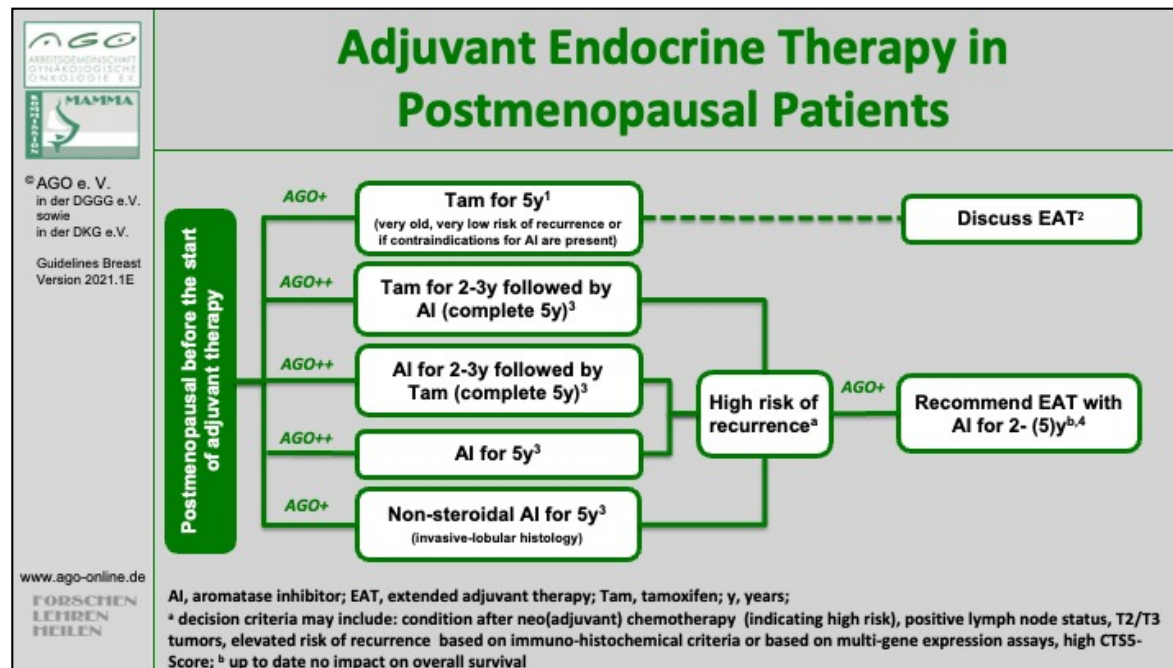 AGO
ARBEITSGEMEINSCHAFT
GYNÄKOLOGISCHE
ONKOLOGIE E.V.
MAMMA
© AGO e. V.
in der DGGG e.V.
sowie
in der DKG e.V.
Guidelines Breast
Version 2021.1E
www.ago-online.de
FORSCHEN
LEHREN
HEILEN
Adjuvant Endocrine Therapy in
Postmenopausal Patients
Postmenopausal before the start
of adjuvant therapy
AGO+
Tam for 5y¹
(very old, very low risk of recurrence or
if contraindications for AI are present)
Discuss EAT²
AGO++
Tam for 2-3y followed by
AI (complete 5y)³
AGO++
AI for 2-3y followed by
Tam (complete 5y)³
AGO++
AI for 5y³
AGO+
Non-steroidal AI for 5y³
(invasive-lobular histology)
High risk of
recurrenceᵃ
AGO+
Recommend EAT with
AI for 2- (5)yᵇ,⁴
AI, aromatase inhibitor; EAT, extended adjuvant therapy; Tam, tamoxifen; y, years;
ᵃ decision criteria may include: condition after neo(adjuvant) chemotherapy (indicating high risk), positive lymph node status, T2/T3
tumors, elevated risk of recurrence based on immuno-histochemical criteria or based on multi-gene expression assays, high CTS5-
Score; ᵇ up to date no impact on overall survival